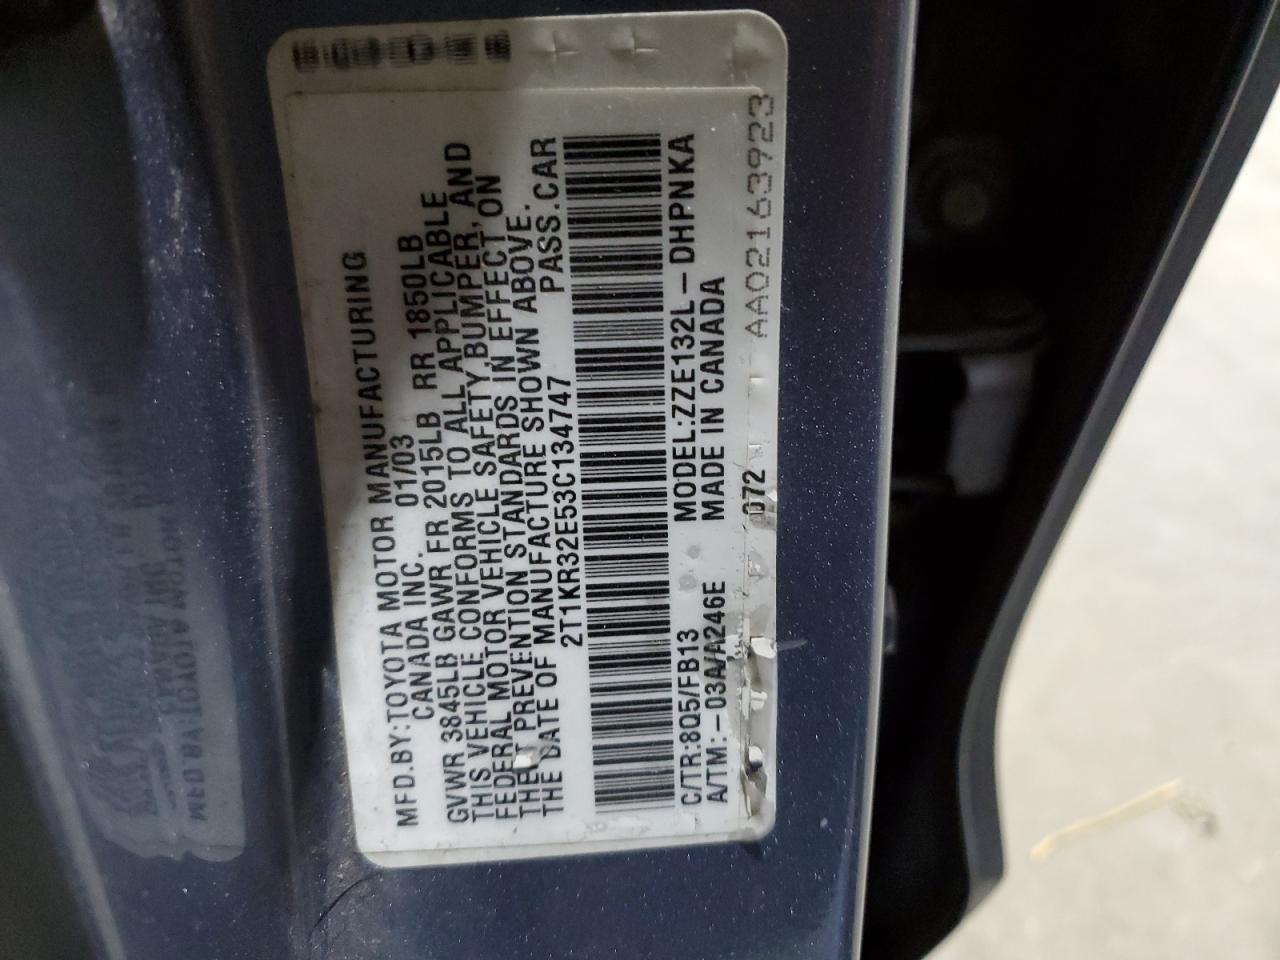 MFD.BY:TOYOTA MOTOR MANUFACTURING
CANADA INC. 01/03
GVWR 3845LB GAWR FR 2015LB RR 1850LB
THIS VEHICLE CONFORMS TO ALL APPLICABLE
FEDERAL MOTOR VEHICLE SAFETY,BUMPER, AND
THEFT PREVENTION STANDARDS IN EFFECT ON
THE DATE OF MANUFACTURE SHOWN ABOVE.
2T1KR32E53C134747 PASS.CAR
C/TR:8Q5/FB13 MODEL:ZZE132L-DHPNKA
A/TM:-03A/A246E MADE IN CANADA
072
AA02163923